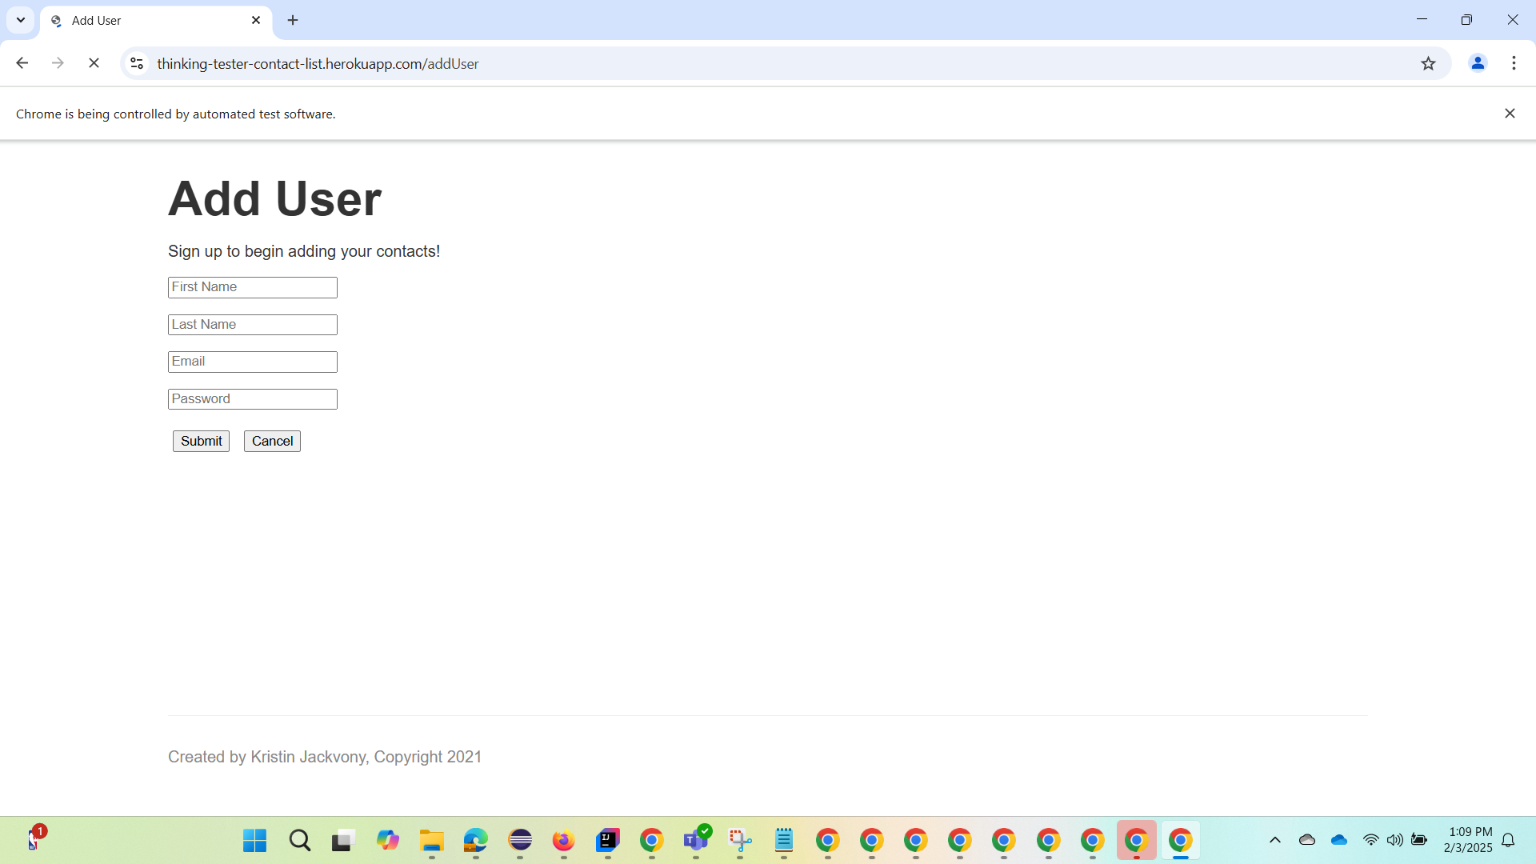 Add User
thinking-tester-contact-list.herokuapp.com/addUser
Chrome is being controlled by automated test software.
Add User
Sign up to begin adding your contacts!
First Name
Last Name
Email
Password
Submit Cancel
Created by Kristin Jackvony, Copyright 2021
1
1:09 PM
2/3/2025